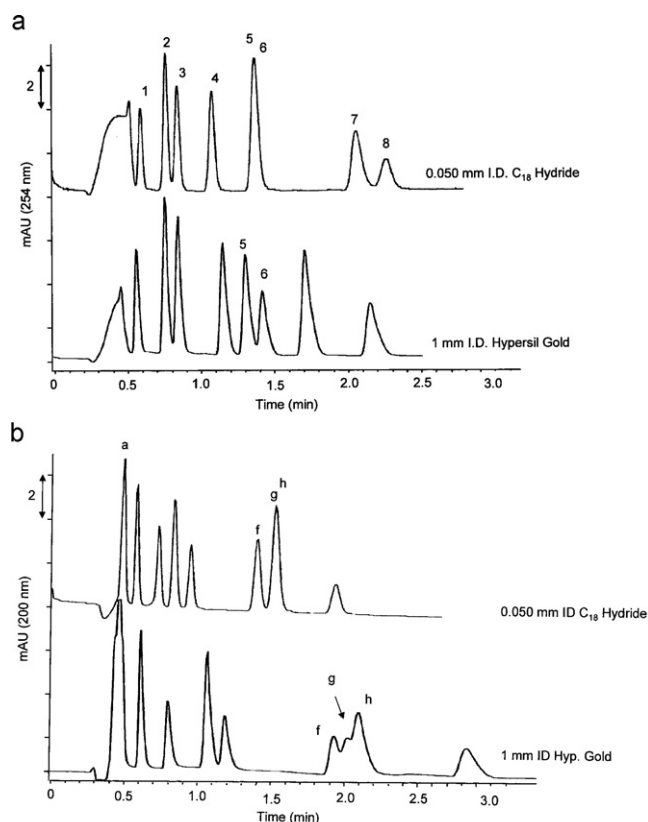 a
2
1
2
3
4
5
6
7
8
0.050 mm I.D. C18 Hydride
mAU (254 nm)
5
6
1 mm I.D. Hypersil Gold
0 0.5 1.0 1.5 2.0 2.5 3.0
Time (min)
b
a
2
f
g
h
0.050 mm ID C18 Hydride
mAU (200 nm)
g
f
h
1 mm ID Hyp. Gold
0.5 1.0 1.5 2.0 2.5 3.0
Time (min)